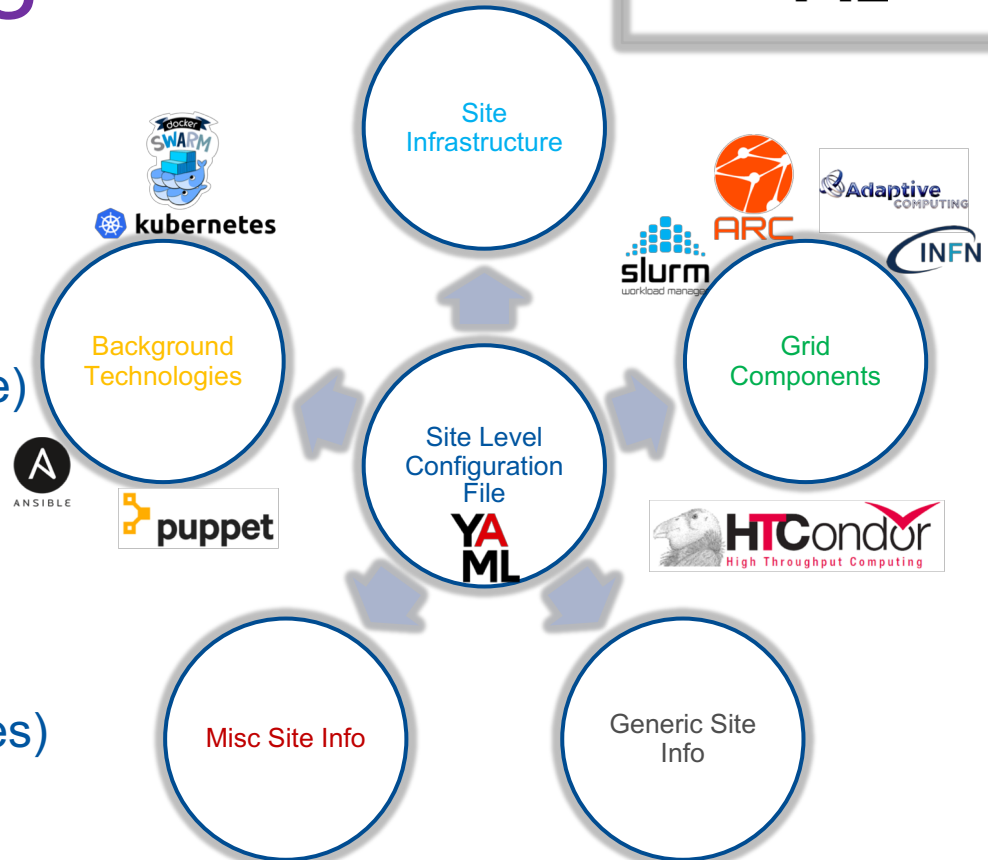 Site
Infrastructure
docker
SWARM
kubernetes
ARC
Adaptive
COMPUTING
INFN
slurm
workload manager
Background
Technologies
Grid
Components
e)
Site Level
Configuration
File
YA
ML
ANSIBLE
puppet
HTCondor
High Throughput Computing
es)
Misc Site Info
Generic Site
Info